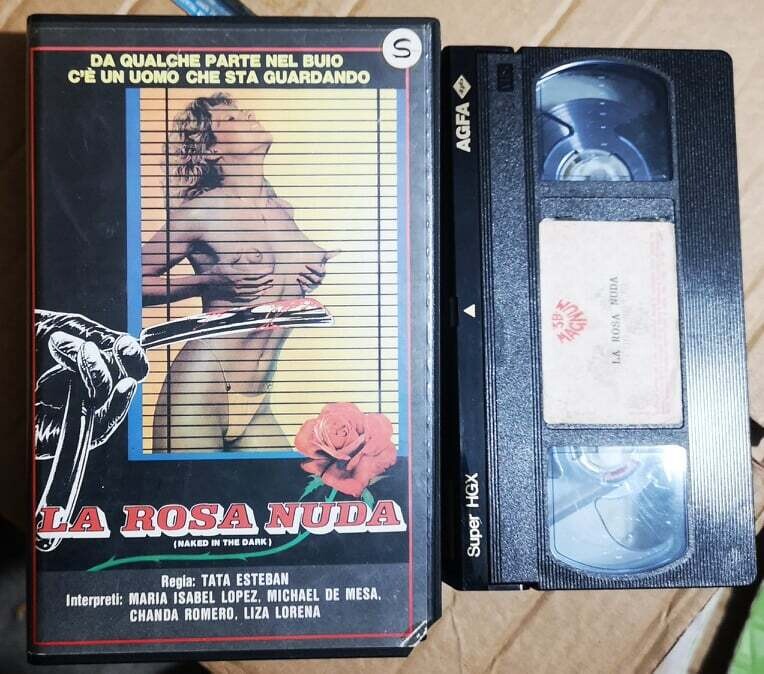 S
DA QUALCHE PARTE NEL BUIO
C'È UN UOMO CHE STA GUARDANDO
LA ROSA NUDA
(NAKED IN THE DARK)
Regia: TATA ESTEBAN
Interpreti: MARIA ISABEL LOPEZ, MICHAEL DE MESA,
CHANDA ROMERO, LIZA LORENA
AGFA
Super HGX
LA ROSA NUDA